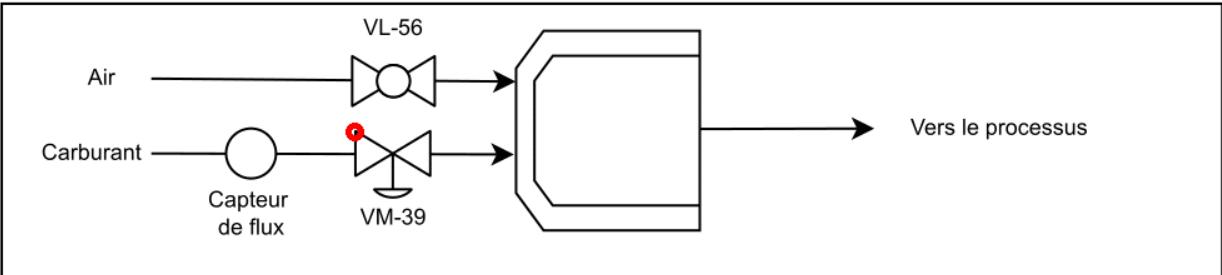 VL-56
Air
Carburant
Capteur
de flux
VM-39
Vers le processus